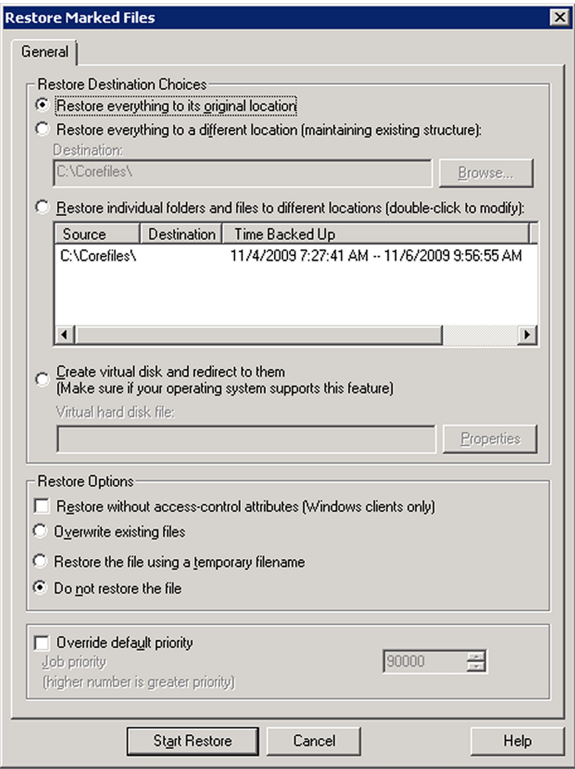 Restore Marked Files
General
Restore Destination Choices
Restore everything to its original location
Restore everything to a different location (maintaining existing structure):
Destination:
C:\Corefiles\
Browse...
Restore individual folders and files to different locations (double-click to modify):
Source Destination Time Backed Up
C:\Corefiles\ 11/4/2009 7:27:41 AM -- 11/6/2009 9:56:55 AM
Create virtual disk and redirect to them
(Make sure if your operating system supports this feature)
Virtual hard disk file:
Properties
Restore Options
Restore without access-control attributes (Windows clients only)
Overwrite existing files
Restore the file using a temporary filename
Do not restore the file
Override default priority
Job priority 90000
(higher number is greater priority)
Start Restore Cancel Help